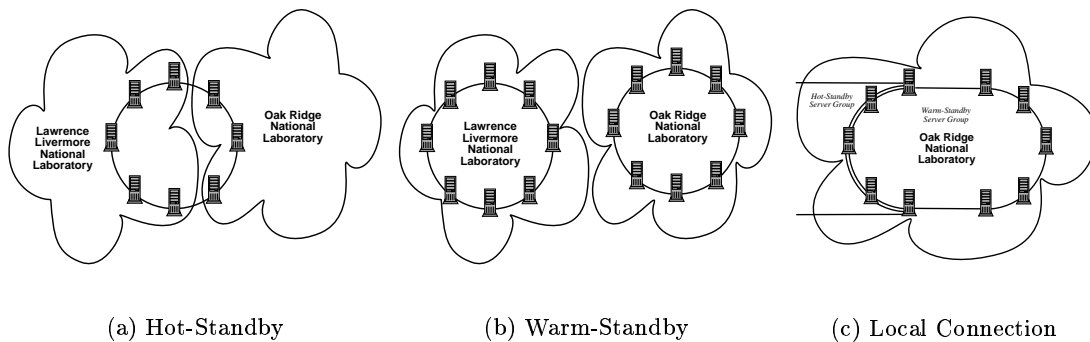 Lawrence
Livermore
National
Laboratory
Oak Ridge
National
Laboratory
Lawrence
Livermore
National
Laboratory
Oak Ridge
National
Laboratory
Hot-Standby
Server Group
Warm-Standby
Server Group
Oak Ridge
National
Laboratory
(a) Hot-Standby
(b) Warm-Standby
(c) Local Connection